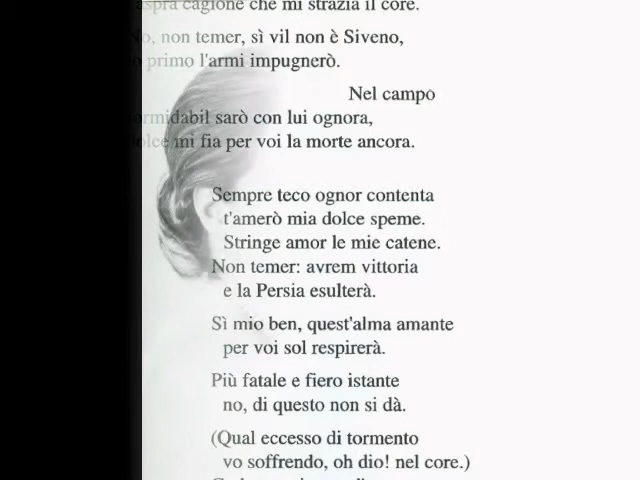 aspra cagione che mi strazia il core.
No, non temer, sì vil non è Siveno,
primo l'armi impugnerò.
Nel campo
formidabil sarò con lui ognora,
dolce mi fia per voi la morte ancora.
Sempre teco ognor contenta
t'amerò mia dolce speme.
Stringe amor le mie catene.
Non temer: avrem vittoria
e la Persia esulterà.
Sì mio ben, quest'alma amante
per voi sol respirerà.
Più fatale e fiero istante
no, di questo non si dà.
(Qual eccesso di tormento
vo soffrendo, oh dio! nel core.)